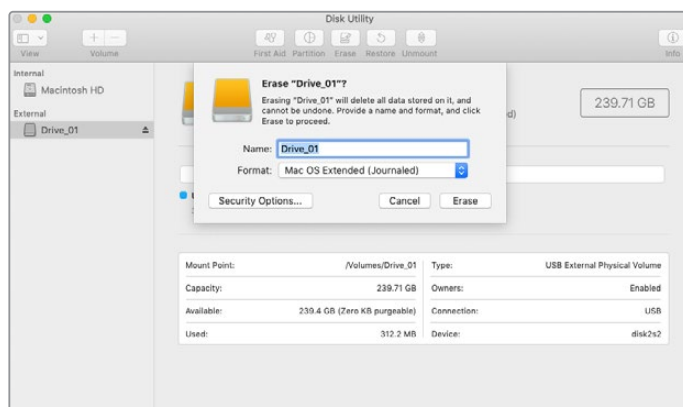 Disk Utility
View
Volume
First Aid
Partition
Erase
Restore
Unmount
Info
Internal
Macintosh HD
External
Drive_01
Erase "Drive_01"?
Erasing "Drive_01" will delete all data stored on it, and
cannot be undone. Provide a name and format, and click
Erase to proceed.
Name: Drive_01
Format: Mac OS Extended (Journaled)
Security Options...
Cancel
Erase
d)
239.71 GB
Mount Point: /Volumes/Drive_01
Type: USB External Physical Volume
Capacity: 239.71 GB
Owners: Enabled
Available: 239.4 GB (Zero KB purgeable)
Connection: USB
Used: 312.2 MB
Device: disk2s2